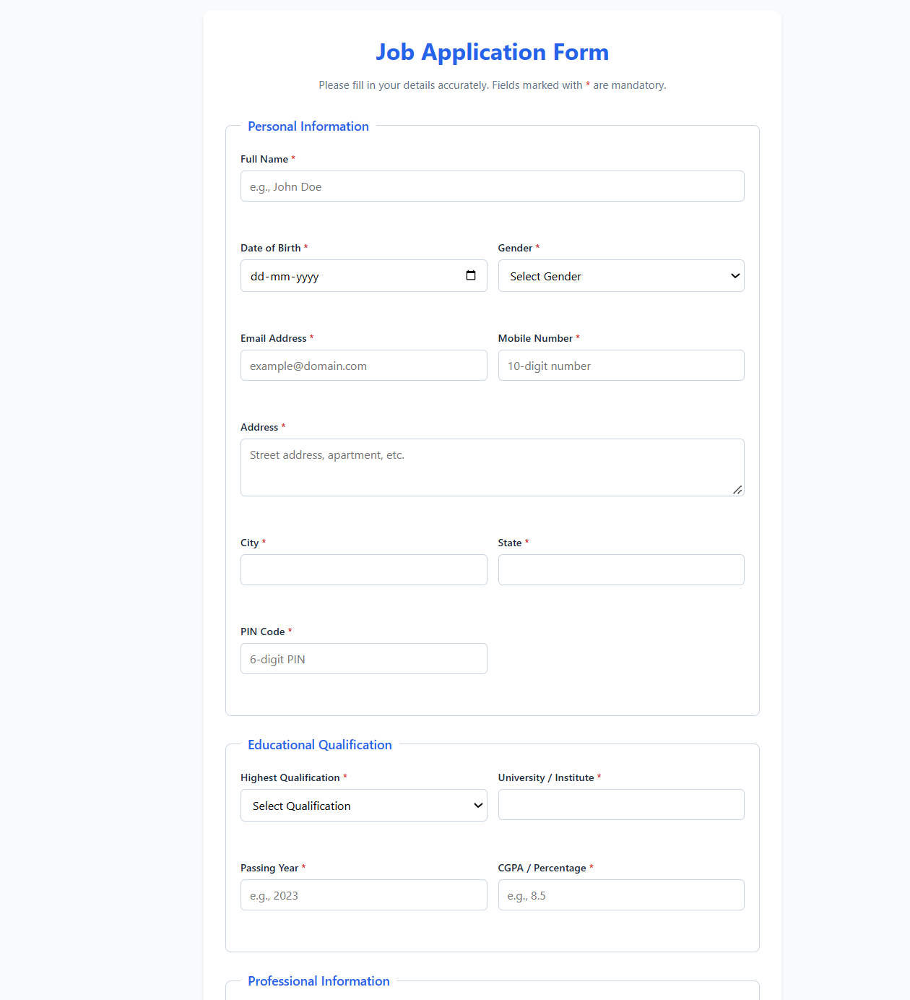 Job Application Form
Please fill in your details accurately. Fields marked with * are mandatory.
Personal Information
Full Name *
e.g., John Doe
Date of Birth * Gender *
dd-mm-yyyy Select Gender
Email Address * Mobile Number *
example@domain.com 10-digit number
Address *
Street address, apartment, etc.
City * State *
PIN Code *
6-digit PIN
Educational Qualification
Highest Qualification * University / Institute *
Select Qualification
Passing Year * CGPA / Percentage *
e.g., 2023 e.g., 8.5
Professional Information